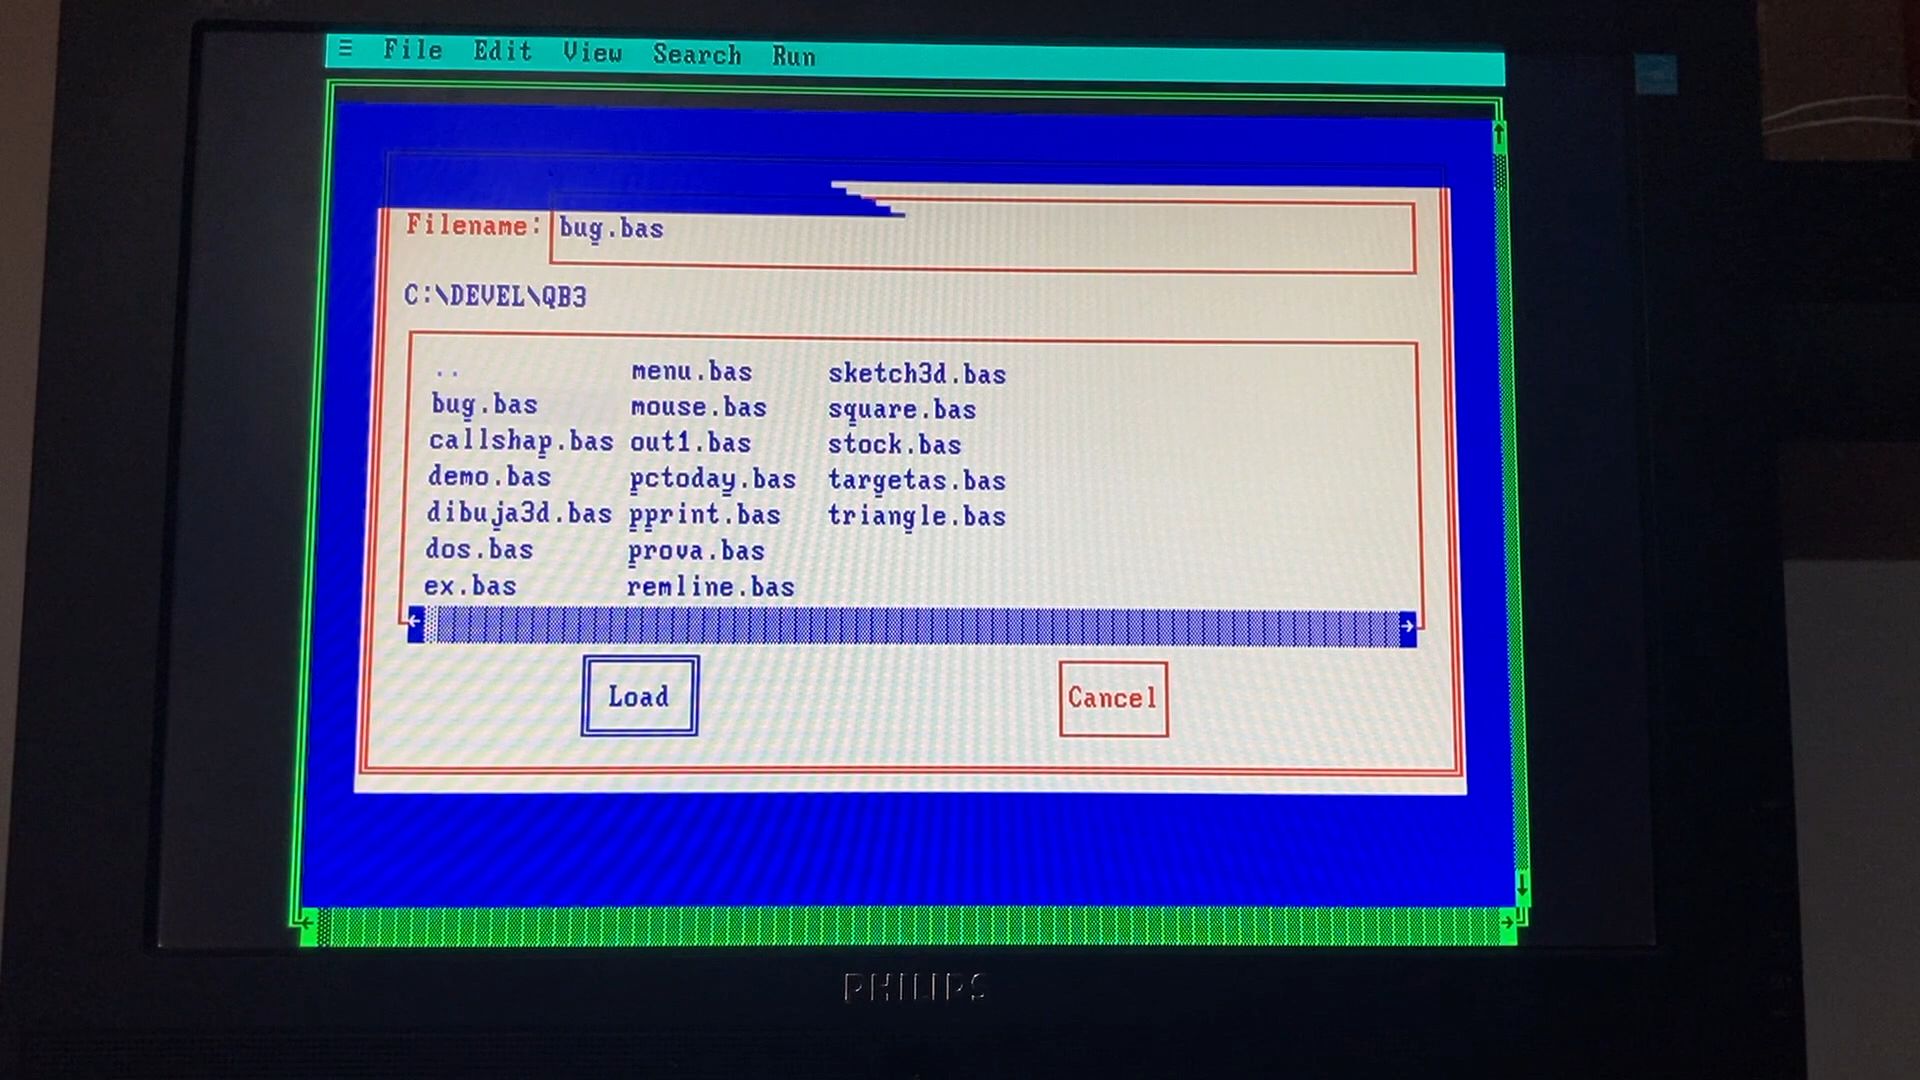 ≡ File Edit View Search Run
Filename: bug.bas
C:\DEVEL\QB3
.. menu.bas sketch3d.bas
bug.bas mouse.bas square.bas
callshap.bas out1.bas stock.bas
demo.bas pctoday.bas targetas.bas
dibuja3d.bas pprint.bas triangle.bas
dos.bas prova.bas
ex.bas remline.bas
Load Cancel
PHILIPS